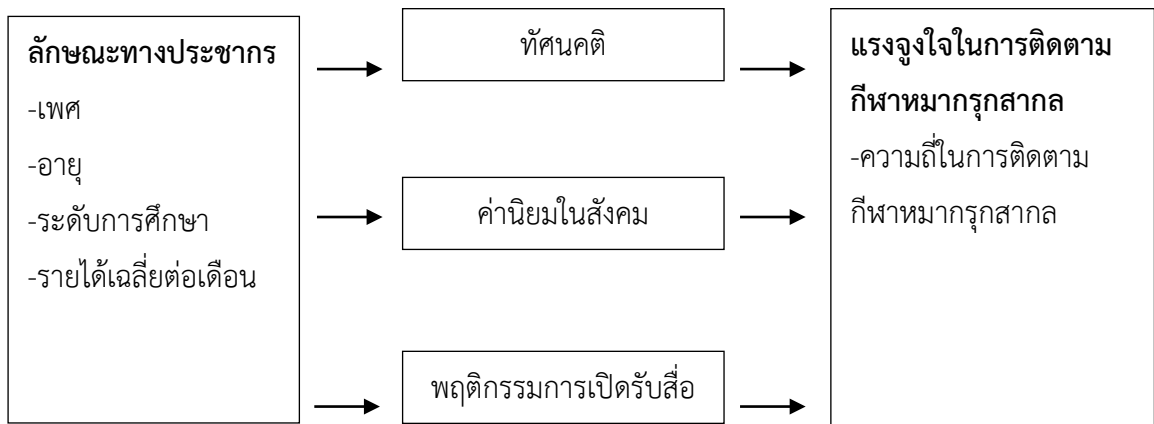 ลักษณะทางประชากร
-เพศ
-อายุ
-ระดับการศึกษา
-รายได้เฉลี่ยต่อเดือน
ทัศนคติ
ค่านิยมในสังคม
พฤติกรรมการเปิดรับสื่อ
แรงจูงใจในการติดตาม
กีฬาหมากรุกสากล
-ความถี่ในการติดตาม
กีฬาหมากรุกสากล